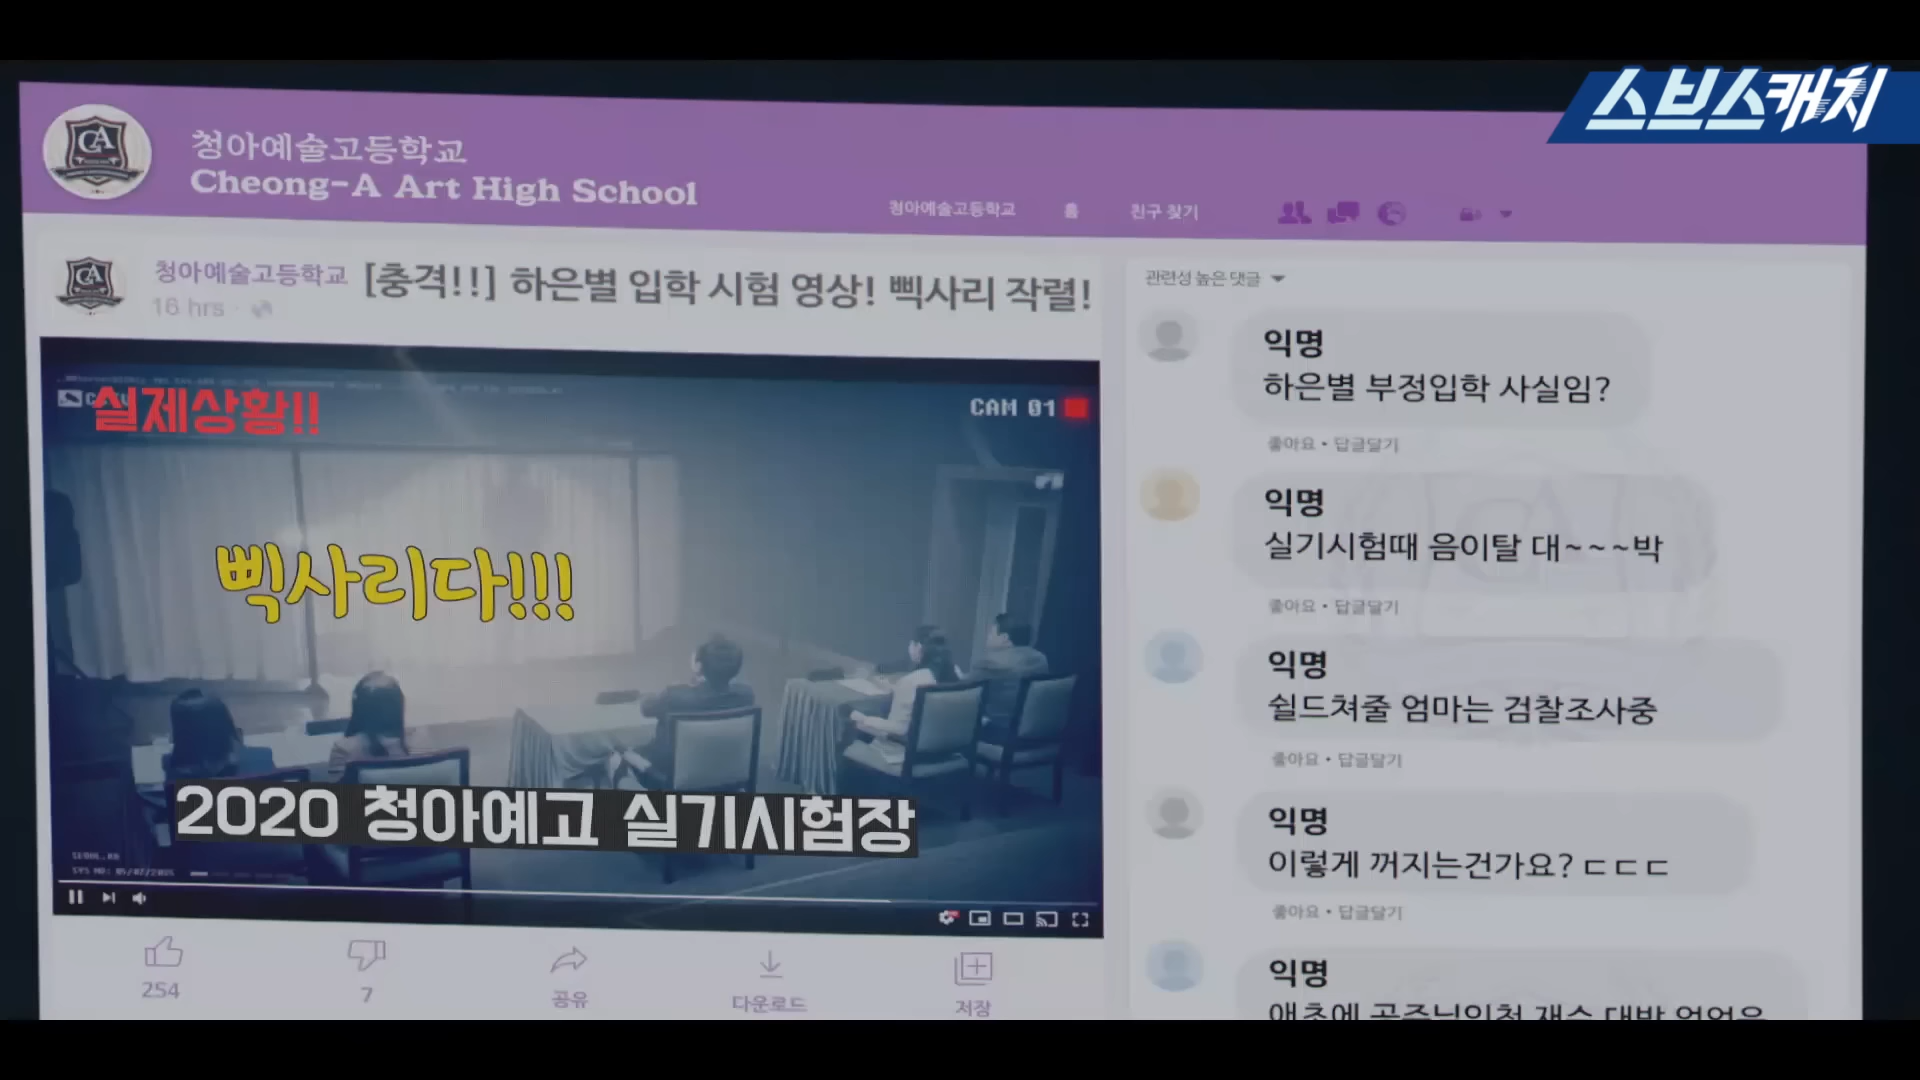 스브스캐치
청아예술고등학교
Cheong-A Art High School
청아예술고등학교 홈 친구 찾기
청아예술고등학교 [충격!!] 하은별 입학 시험 영상! 삑사리 작렬!
16 hrs
실제상황!!
CAM 01
삑사리다!!!
2020 청아예고 실기시험장
254
7
공유
다운로드
저장
관련성 높은 댓글
익명
하은별 부정입학 사실임?
좋아요 • 답글달기
익명
실기시험때 음이탈 대~~~박
좋아요 • 답글달기
익명
쉴드쳐줄 엄마는 검찰조사중
좋아요 • 답글달기
익명
이렇게 꺼지는건가요? ㄷㄷㄷ
좋아요 • 답글달기
익명
애초에 공주님인척